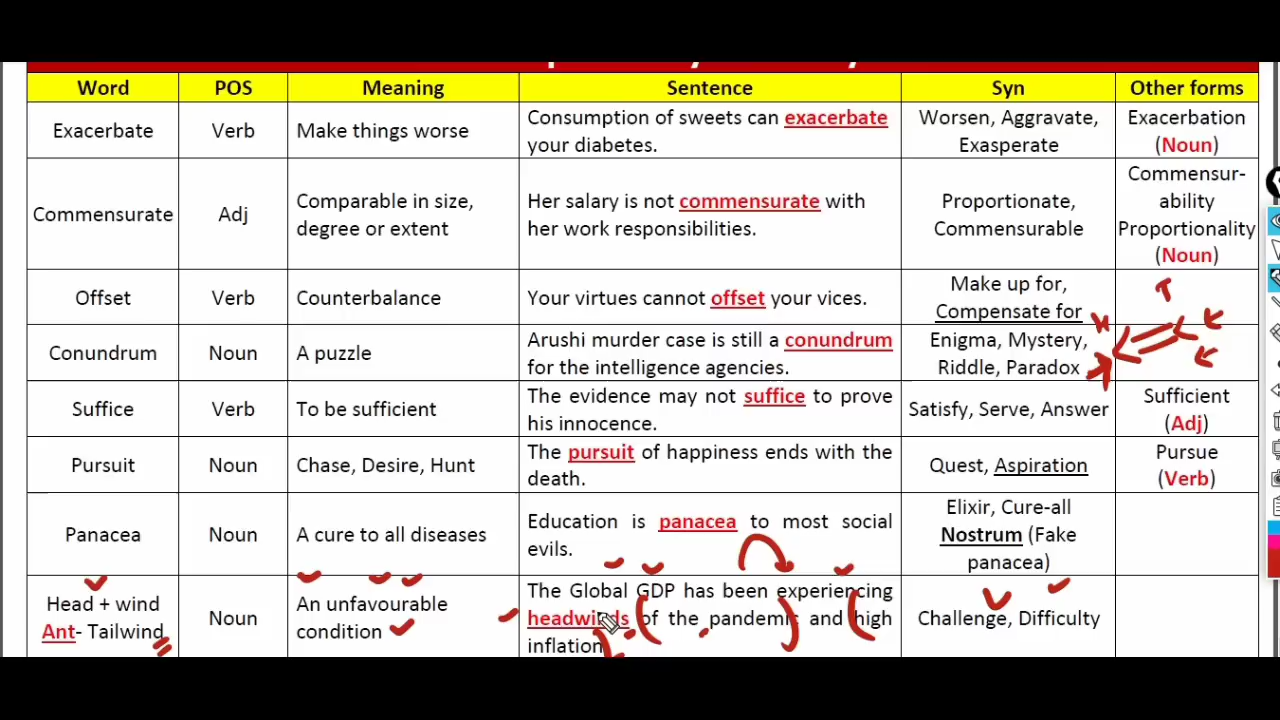 Word POS Meaning Sentence Syn Other forms
Exacerbate Verb Make things worse
Consumption of sweets can exacerbate
your diabetes.
Worsen, Aggravate,
Exasperate
Exacerbation
(Noun)
Commensurate Adj
Comparable in size,
degree or extent
Her salary is not commensurate with
her work responsibilities.
Proportionate,
Commensurable
Commensur-
ability
Proportionality
(Noun)
Offset Verb Counterbalance Your virtues cannot offset your vices.
Make up for,
Compensate for
Conundrum Noun A puzzle
Arushi murder case is still a conundrum
for the intelligence agencies.
Enigma, Mystery,
Riddle, Paradox
Suffice Verb To be sufficient
The evidence may not suffice to prove
his innocence.
Satisfy, Serve, Answer
Sufficient
(Adj)
Pursuit Noun Chase, Desire, Hunt
The pursuit of happiness ends with the
death.
Quest, Aspiration
Pursue
(Verb)
Panacea Noun A cure to all diseases
Education is panacea to most social
evils.
Elixir, Cure-all
Nostrum (Fake
panacea)
Head + wind
Ant- Tailwind
Noun
An unfavourable
condition
The Global GDP has been experiencing
headwinds of the pandemic and high
inflation
Challenge, Difficulty